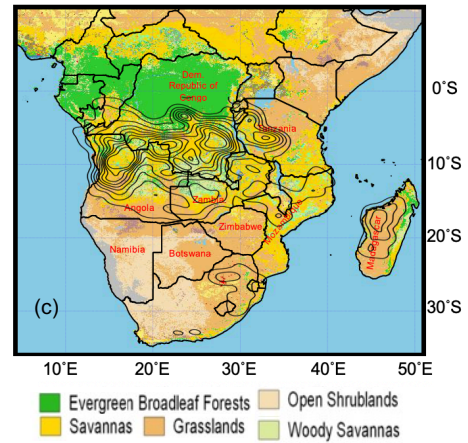 Dem.
Republic of
Congo
Tanzania
Angola
Zambia
Mozambique
Zimbabwe
Namibia
Botswana
Madagascar
(c)
0°S
10°S
20°S
30°S
10°E
20°E
30°E
40°E
50°E
Evergreen Broadleaf Forests
Open Shrublands
Savannas
Grasslands
Woody Savannas